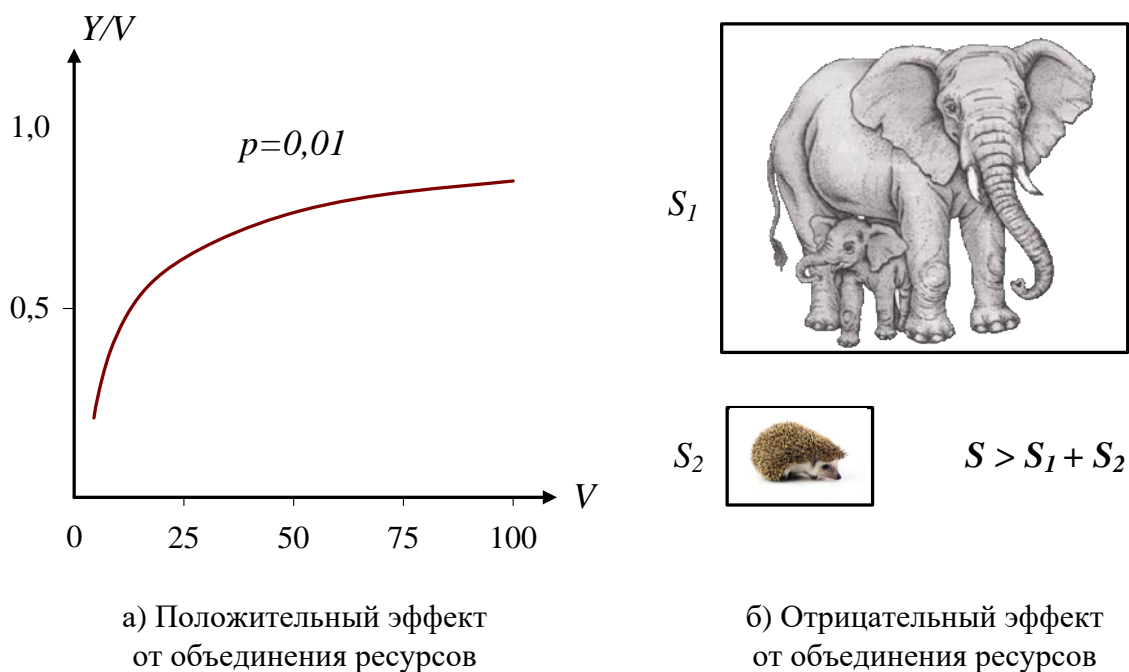 Y/V
1,0
p=0,01
0,5
V
0 25 50 75 100
а) Положительный эффект
от объединения ресурсов
S1
S2
S > S1 + S2
б) Отрицательный эффект
от объединения ресурсов